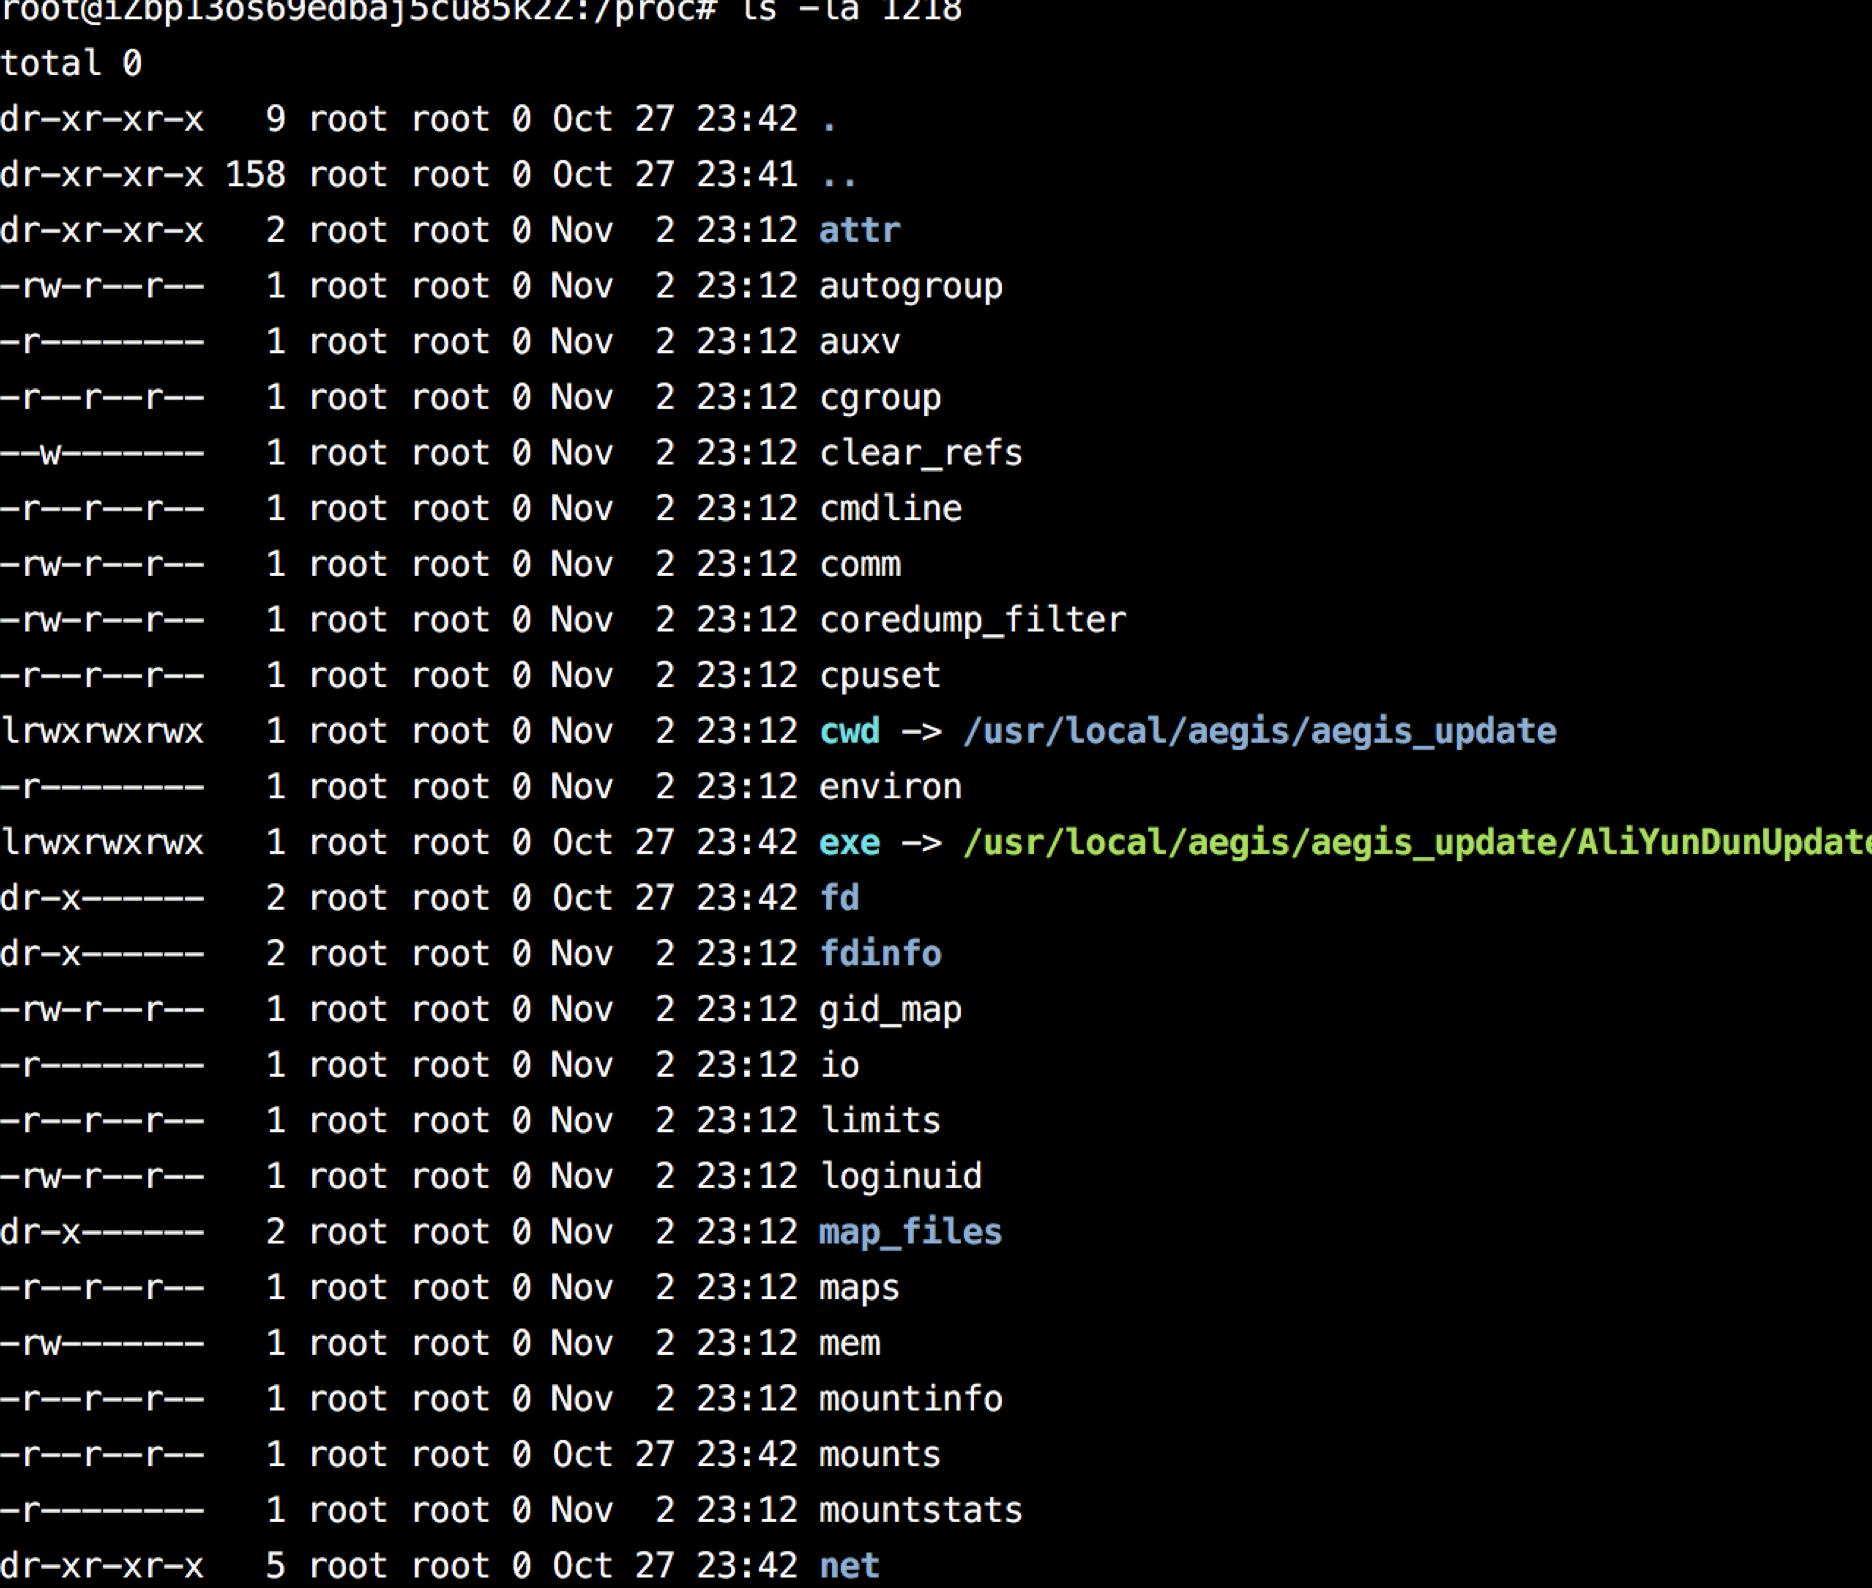 root@iZbp13os69edbaj5cu85k2Z:/proc# ls -la 1218
total 0
dr-xr-xr-x   9 root root 0 Oct 27 23:42 .
dr-xr-xr-x 158 root root 0 Oct 27 23:41 ..
dr-xr-xr-x   2 root root 0 Nov  2 23:12 attr
-rw-r--r--   1 root root 0 Nov  2 23:12 autogroup
-r--------   1 root root 0 Nov  2 23:12 auxv
-r--r--r--   1 root root 0 Nov  2 23:12 cgroup
--w-------   1 root root 0 Nov  2 23:12 clear_refs
-r--r--r--   1 root root 0 Nov  2 23:12 cmdline
-rw-r--r--   1 root root 0 Nov  2 23:12 comm
-rw-r--r--   1 root root 0 Nov  2 23:12 coredump_filter
-r--r--r--   1 root root 0 Nov  2 23:12 cpuset
lrwxrwxrwx   1 root root 0 Nov  2 23:12 cwd -> /usr/local/aegis/aegis_update
-r--------   1 root root 0 Nov  2 23:12 environ
lrwxrwxrwx   1 root root 0 Oct 27 23:42 exe -> /usr/local/aegis/aegis_update/AliYunDunUpdate
dr-x------   2 root root 0 Oct 27 23:42 fd
dr-x------   2 root root 0 Nov  2 23:12 fdinfo
-rw-r--r--   1 root root 0 Nov  2 23:12 gid_map
-r--------   1 root root 0 Nov  2 23:12 io
-r--r--r--   1 root root 0 Nov  2 23:12 limits
-rw-r--r--   1 root root 0 Nov  2 23:12 loginuid
dr-x------   2 root root 0 Nov  2 23:12 map_files
-r--r--r--   1 root root 0 Nov  2 23:12 maps
-rw-------   1 root root 0 Nov  2 23:12 mem
-r--r--r--   1 root root 0 Nov  2 23:12 mountinfo
-r--r--r--   1 root root 0 Oct 27 23:42 mounts
-r--------   1 root root 0 Nov  2 23:12 mountstats
dr-xr-xr-x   5 root root 0 Oct 27 23:42 net